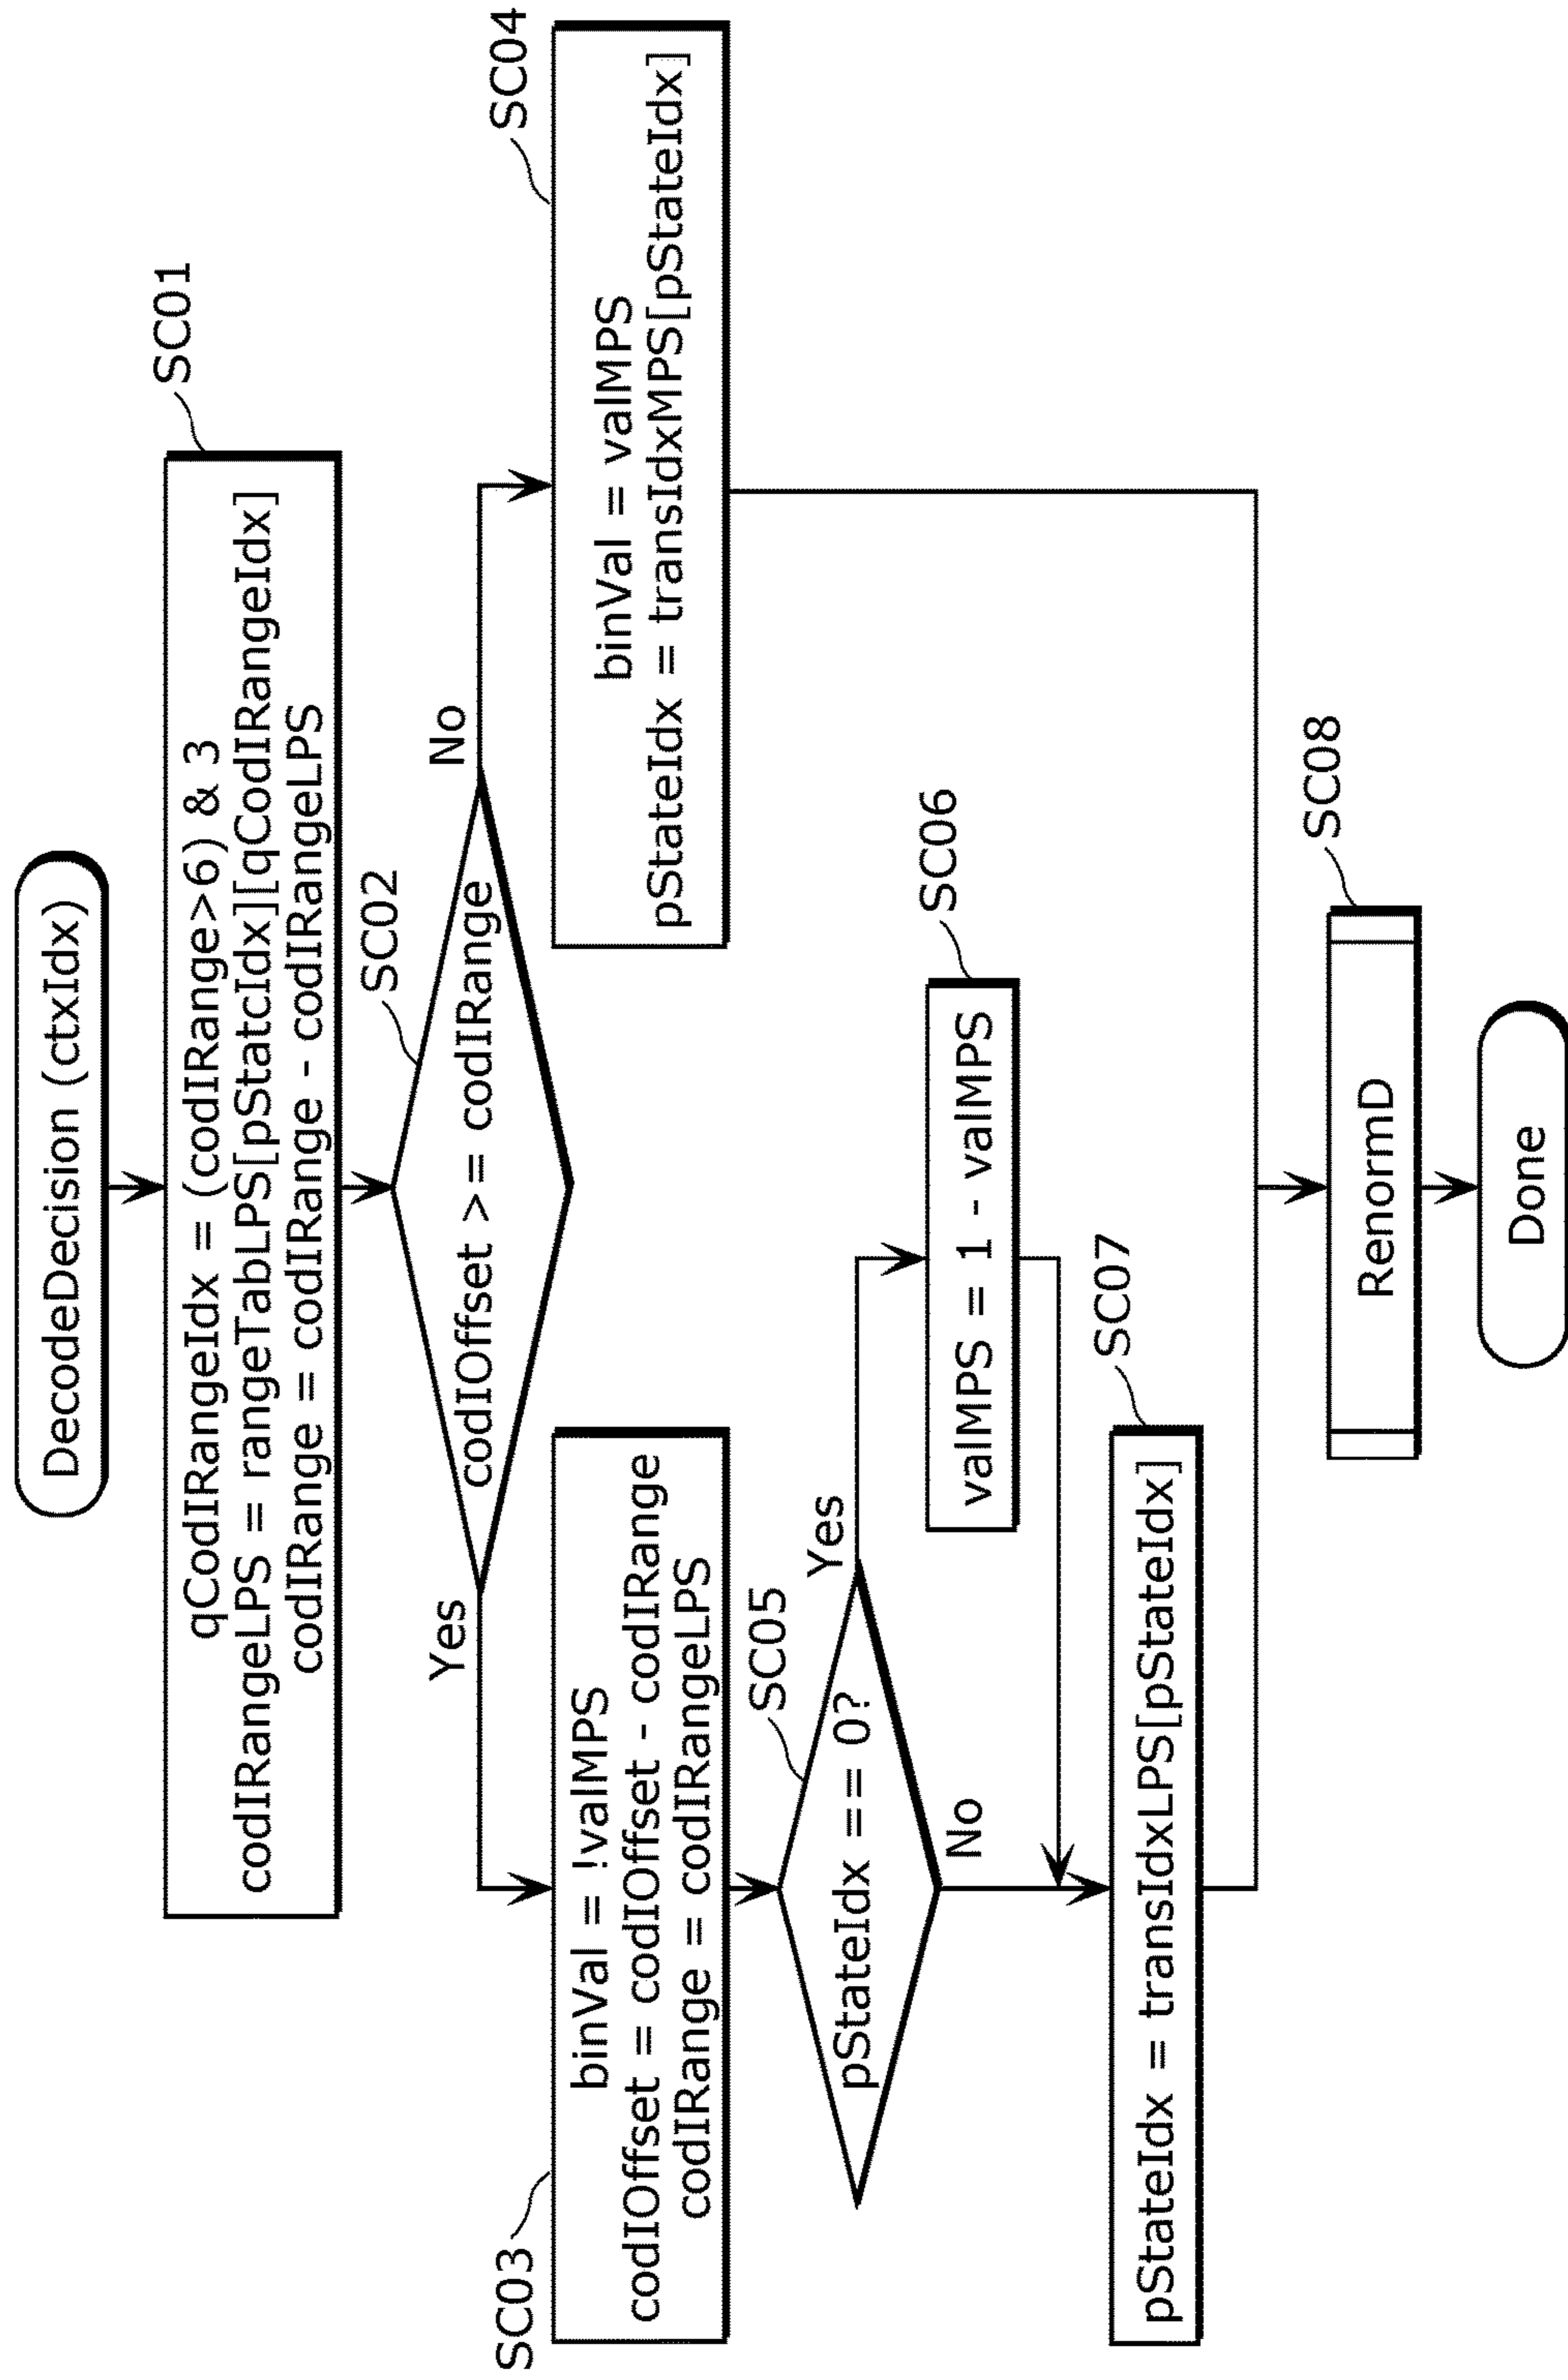 DecodeDecision (ctxIdx)
SC01
qCodIRangeIdx = (codIRange>6) & 3
codIRangeLPS = rangeTabLPS[pStatcIdx][qCodIRangeIdx]
codIRange = codIRange - codIRangeLPS
SC02
codIOffset >= codIRange
Yes
No
SC03
binVal = !valMPS
codIOffset = codIOffset - codIRange
codIRange = codIRangeLPS
SC04
binVal = valMPS
pStateIdx = transIdxMPS[pStateIdx]
SC05
pStateIdx == 0?
Yes
No
SC06
valMPS = 1 - valMPS
SC07
pStateIdx = transIdxLPS[pStateIdx]
SC08
RenormD
Done